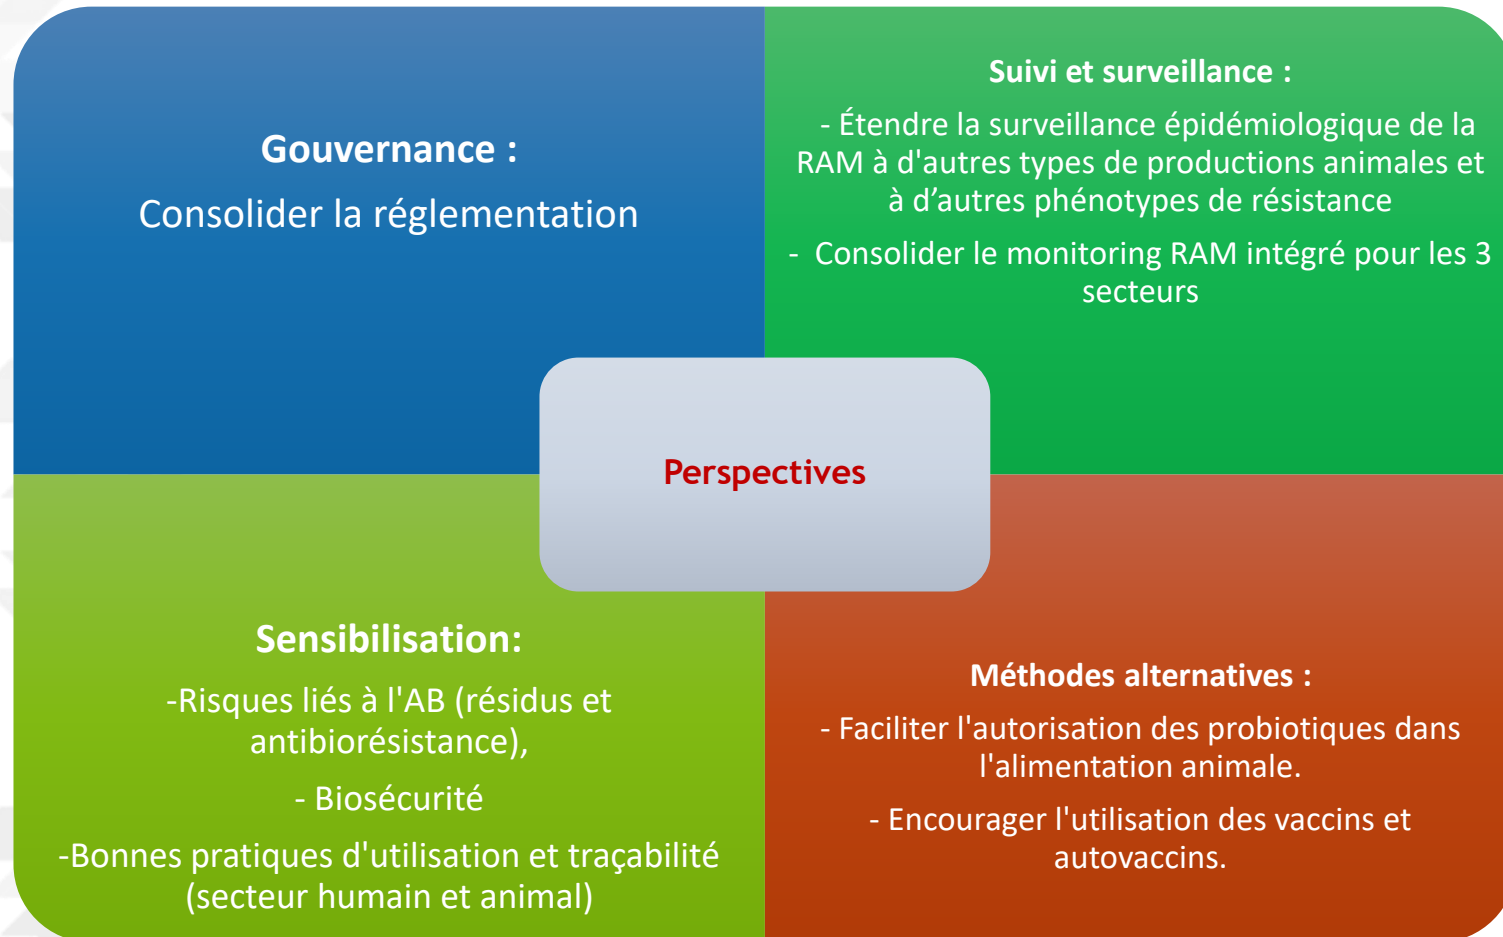 Gouvernance :
Consolider la réglementation
Suivi et surveillance :
- Étendre la surveillance épidémiologique de la
RAM à d'autres types de productions animales et
à d’autres phénotypes de résistance
- Consolider le monitoring RAM intégré pour les 3
secteurs
Perspectives
Sensibilisation:
-Risques liés à l'AB (résidus et
antibiorésistance),
- Biosécurité
-Bonnes pratiques d'utilisation et traçabilité
(secteur humain et animal)
Méthodes alternatives :
- Faciliter l'autorisation des probiotiques dans
l'alimentation animale.
- Encourager l'utilisation des vaccins et
autovaccins.